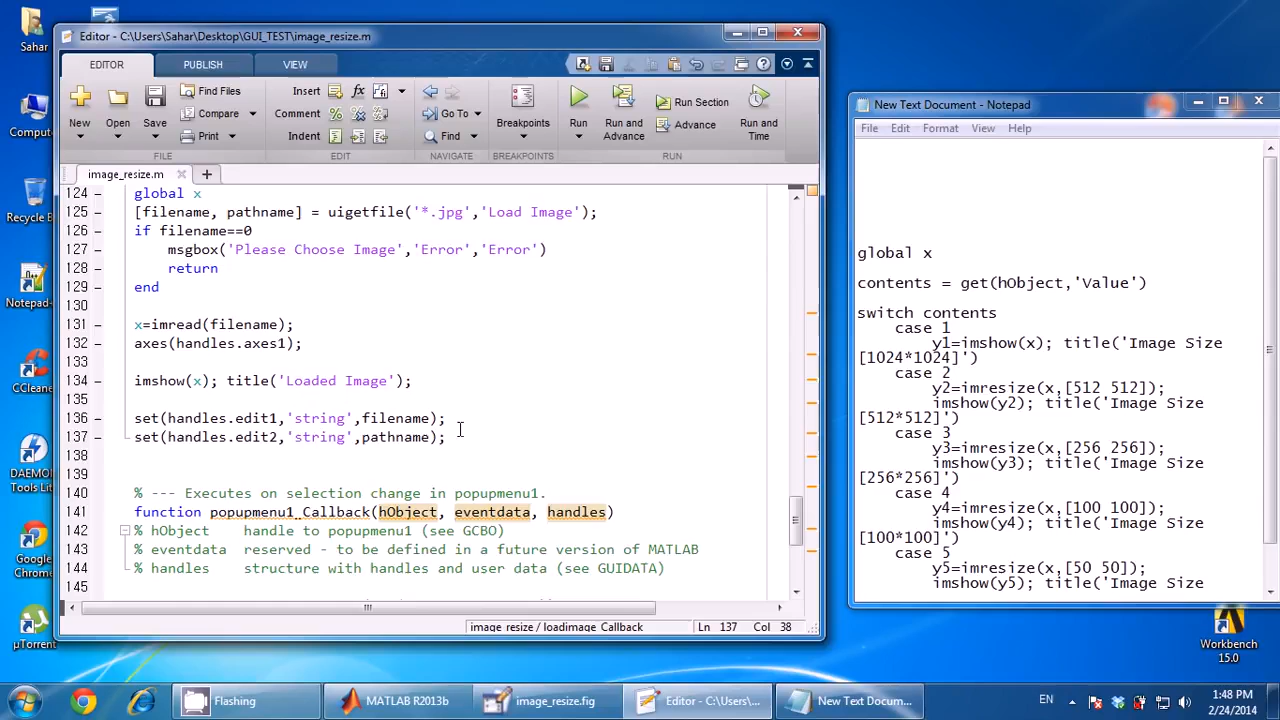 Sahar
Comput
Recycle B
Notepad-
CCleane
DAEMON
Tools Lit
Google
Chrome
µTorrent
Editor - C:\Users\Sahar\Desktop\GUI_TEST\image_resize.m
EDITOR PUBLISH VIEW
New Open Save Find Files Compare Print
Insert Comment Indent
Go To Find
Breakpoints
Run Run and Advance Run Section Advance Run and Time
FILE EDIT NAVIGATE BREAKPOINTS RUN
image_resize.m
124 – global x
125 – [filename, pathname] = uigetfile('*.jpg','Load Image');
126 – if filename==0
127 – msgbox('Please Choose Image','Error','Error')
128 – return
129 – end
130
131 – x=imread(filename);
132 – axes(handles.axes1);
133
134 – imshow(x); title('Loaded Image');
135
136 – set(handles.edit1,'string',filename);
137 – set(handles.edit2,'string',pathname);
138
139
140 % --- Executes on selection change in popupmenu1.
141 function popupmenu1_Callback(hObject, eventdata, handles)
142 % hObject    handle to popupmenu1 (see GCBO)
143 % eventdata  reserved - to be defined in a future version of MATLAB
144 % handles    structure with handles and user data (see GUIDATA)
145
image_resize / loadimage_Callback Ln 137 Col 38
New Text Document - Notepad
File Edit Format View Help
global x
contents = get(hObject,'Value')
switch contents
case 1
y1=imshow(x); title('Image Size
[1024*1024]')
case 2
y2=imresize(x,[512 512]);
imshow(y2); title('Image Size
[512*512]')
case 3
y3=imresize(x,[256 256]);
imshow(y3); title('Image Size
[256*256]')
case 4
y4=imresize(x,[100 100]);
imshow(y4); title('Image Size
[100*100]')
case 5
y5=imresize(x,[50 50]);
imshow(y5); title('Image Size
Workbench
15.0
Flashing
MATLAB R2013b
image_resize.fig
Editor - C:\Users\...
New Text Docum...
EN
1:48 PM
2/24/2014